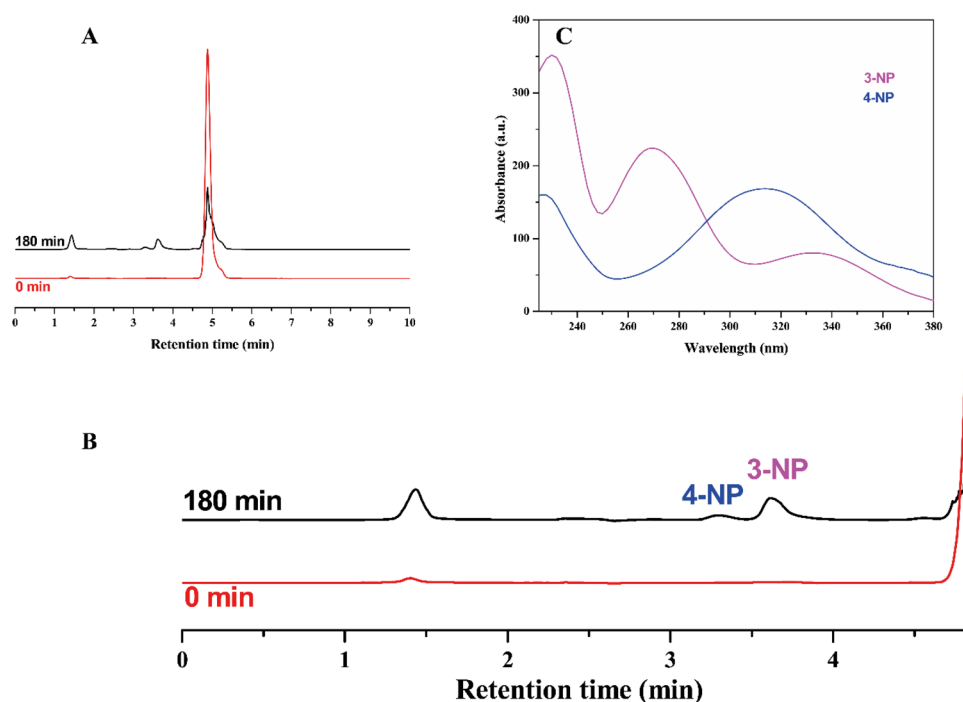 A
180 min
0 min
0 1 2 3 4 5 6 7 8 9 10
Retention time (min)
C
400
300
200
100
0
Absorbance (a.u.)
3-NP
4-NP
240 260 280 300 320 340 360 380
Wavelength (nm)
B
180 min
4-NP
3-NP
0 min
0 1 2 3 4
Retention time (min)